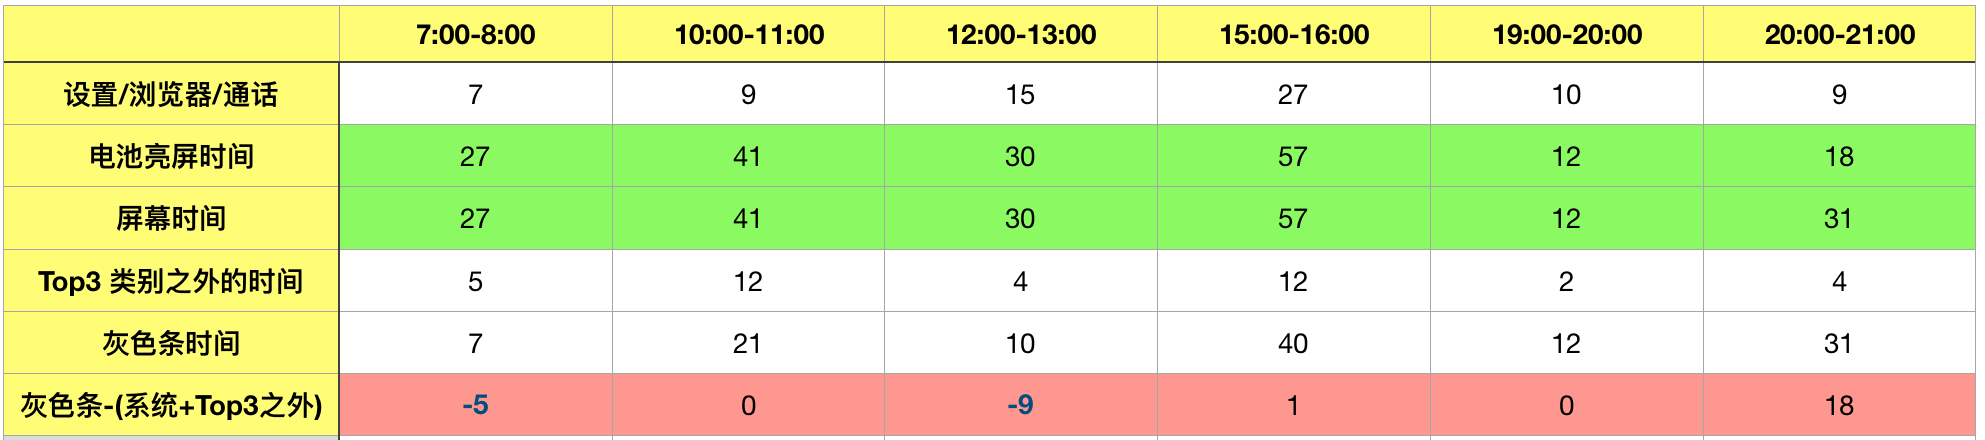 7:00-8:00 10:00-11:00 12:00-13:00 15:00-16:00 19:00-20:00 20:00-21:00
设置/浏览器/通话 7 9 15 27 10 9
电池亮屏时间 27 41 30 57 12 18
屏幕时间 27 41 30 57 12 31
Top3 类别之外的时间 5 12 4 12 2 4
灰色条时间 7 21 10 40 12 31
灰色条-(系统+Top3之外) -5 0 -9 1 0 18